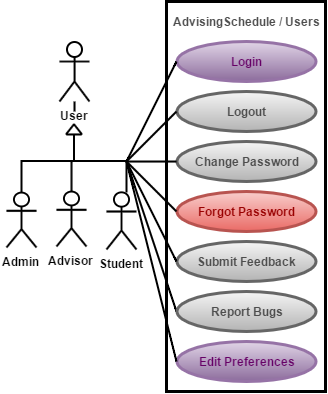 AdvisingSchedule / Users
Login
Logout
Change Password
Forgot Password
Submit Feedback
Report Bugs
Edit Preferences
User
Admin
Advisor
Student